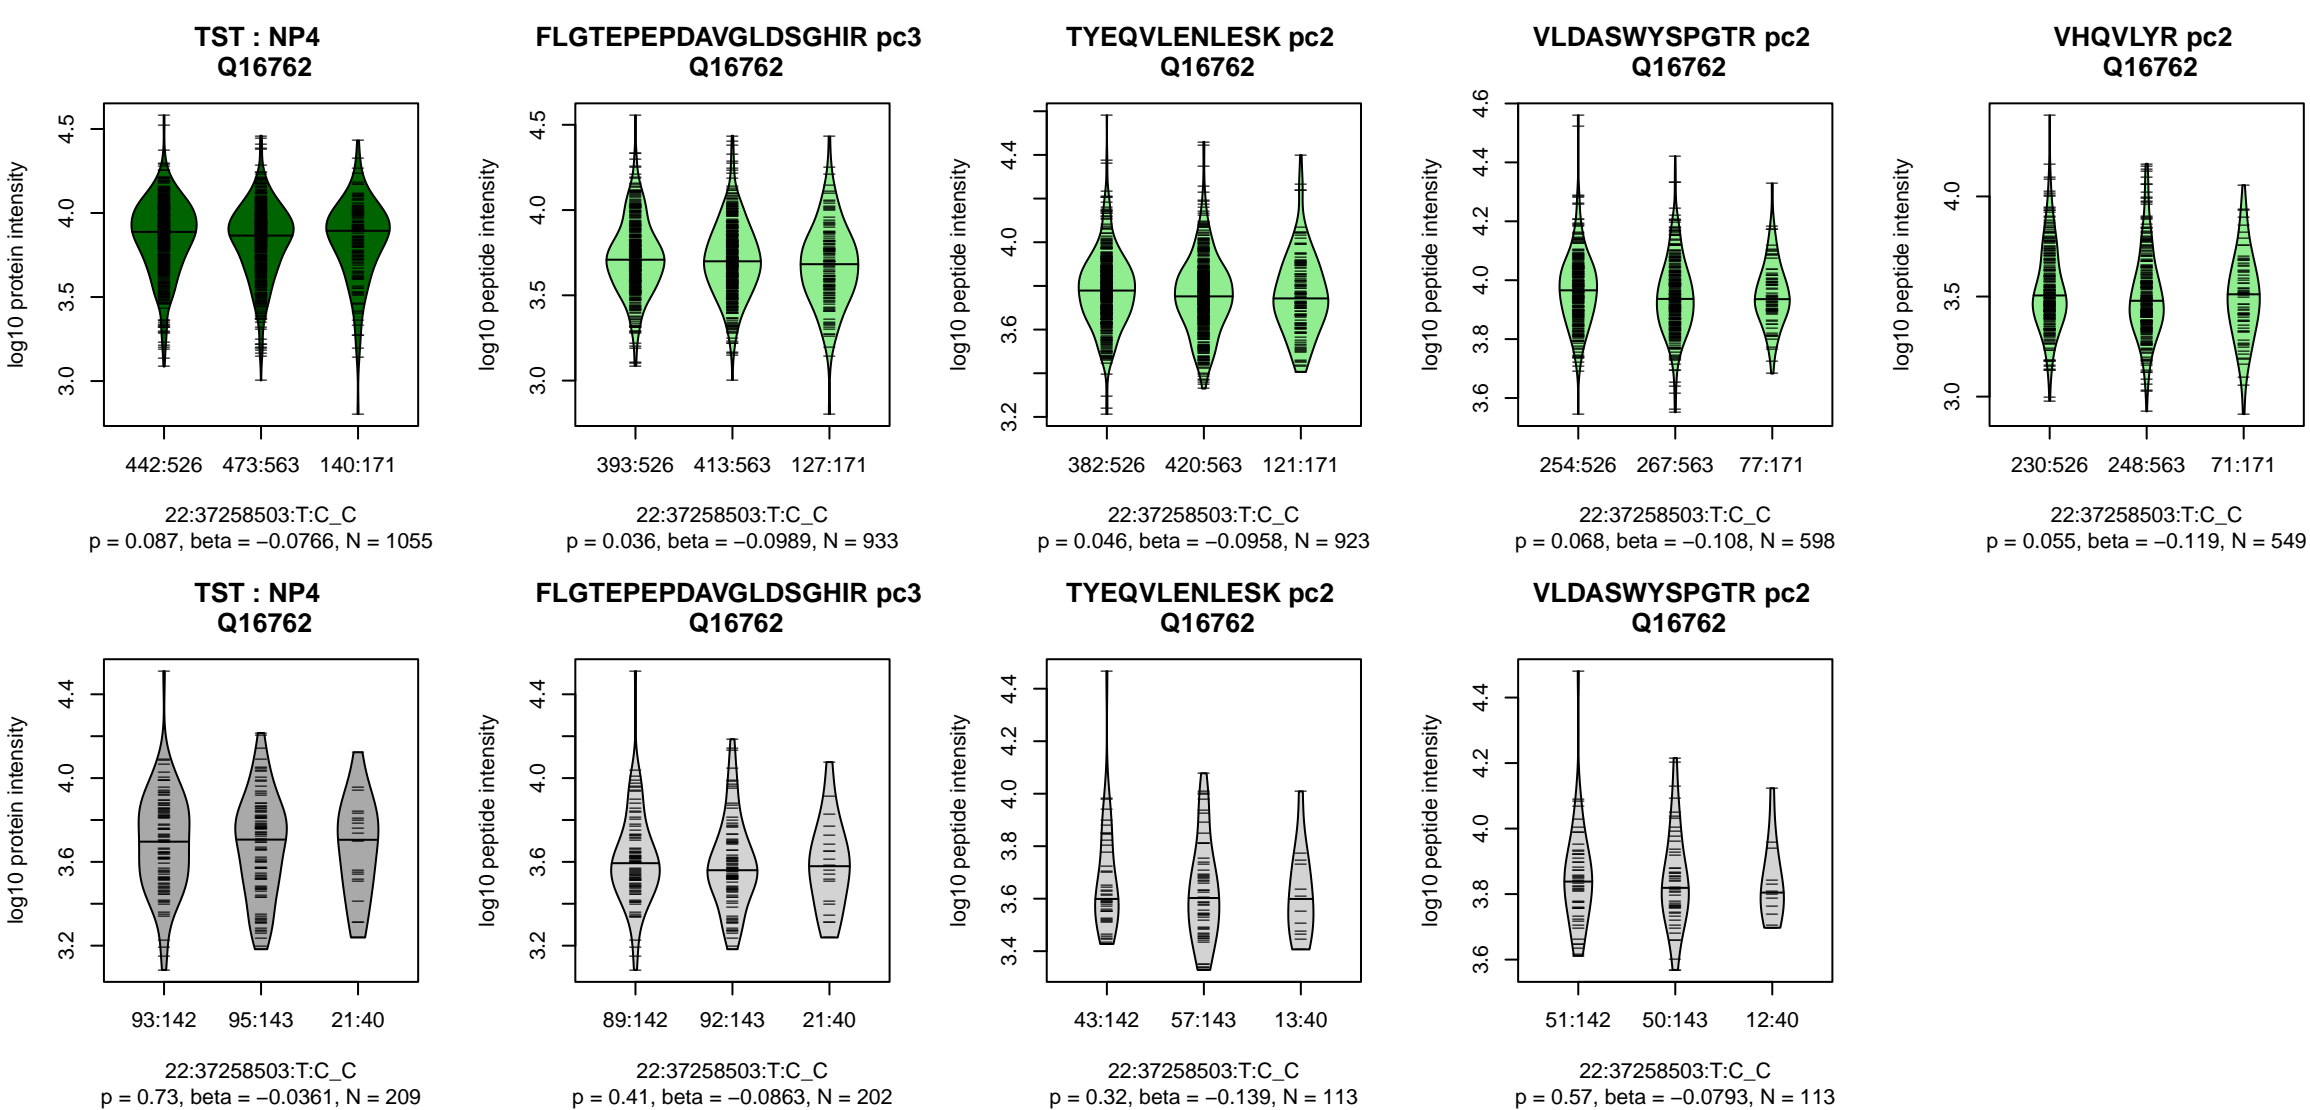 TST : NP4
Q16762
log10 protein intensity
4.5
4.0
3.5
3.0
442:526 473:563 140:171
22:37258503:T:C_C
p = 0.087, beta = −0.0766, N = 1055
FLGTEPEPDAVGLDSGHIR pc3
Q16762
log10 peptide intensity
4.5
4.0
3.5
3.0
393:526 413:563 127:171
22:37258503:T:C_C
p = 0.036, beta = −0.0989, N = 933
TYEQVLENLESK pc2
Q16762
log10 peptide intensity
4.4
4.0
3.6
3.2
382:526 420:563 121:171
22:37258503:T:C_C
p = 0.046, beta = −0.0958, N = 923
VLDASWYSPGTR pc2
Q16762
log10 peptide intensity
4.6
4.4
4.2
4.0
3.8
3.6
254:526 267:563 77:171
22:37258503:T:C_C
p = 0.068, beta = −0.108, N = 598
VHQVLYR pc2
Q16762
log10 peptide intensity
4.0
3.5
3.0
230:526 248:563 71:171
22:37258503:T:C_C
p = 0.055, beta = −0.119, N = 549
TST : NP4
Q16762
log10 protein intensity
4.4
4.0
3.6
3.2
93:142 95:143 21:40
22:37258503:T:C_C
p = 0.73, beta = −0.0361, N = 209
FLGTEPEPDAVGLDSGHIR pc3
Q16762
log10 peptide intensity
4.4
4.0
3.6
3.2
89:142 92:143 21:40
22:37258503:T:C_C
p = 0.41, beta = −0.0863, N = 202
TYEQVLENLESK pc2
Q16762
log10 peptide intensity
4.4
4.2
4.0
3.8
3.6
3.4
43:142 57:143 13:40
22:37258503:T:C_C
p = 0.32, beta = −0.139, N = 113
VLDASWYSPGTR pc2
Q16762
log10 peptide intensity
4.4
4.2
4.0
3.8
3.6
51:142 50:143 12:40
22:37258503:T:C_C
p = 0.57, beta = −0.0793, N = 113